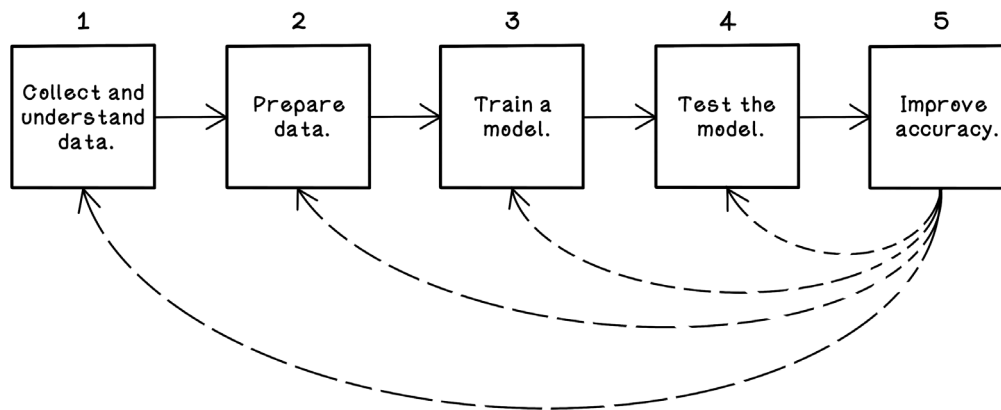 1
2
3
4
5
Collect and
understand
data.
Prepare
data.
Train a
model.
Test the
model.
Improve
accuracy.